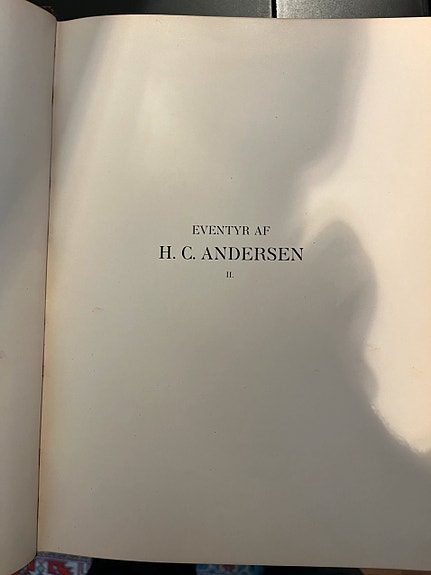 EVENTYR AF
H. C. ANDERSEN
II.